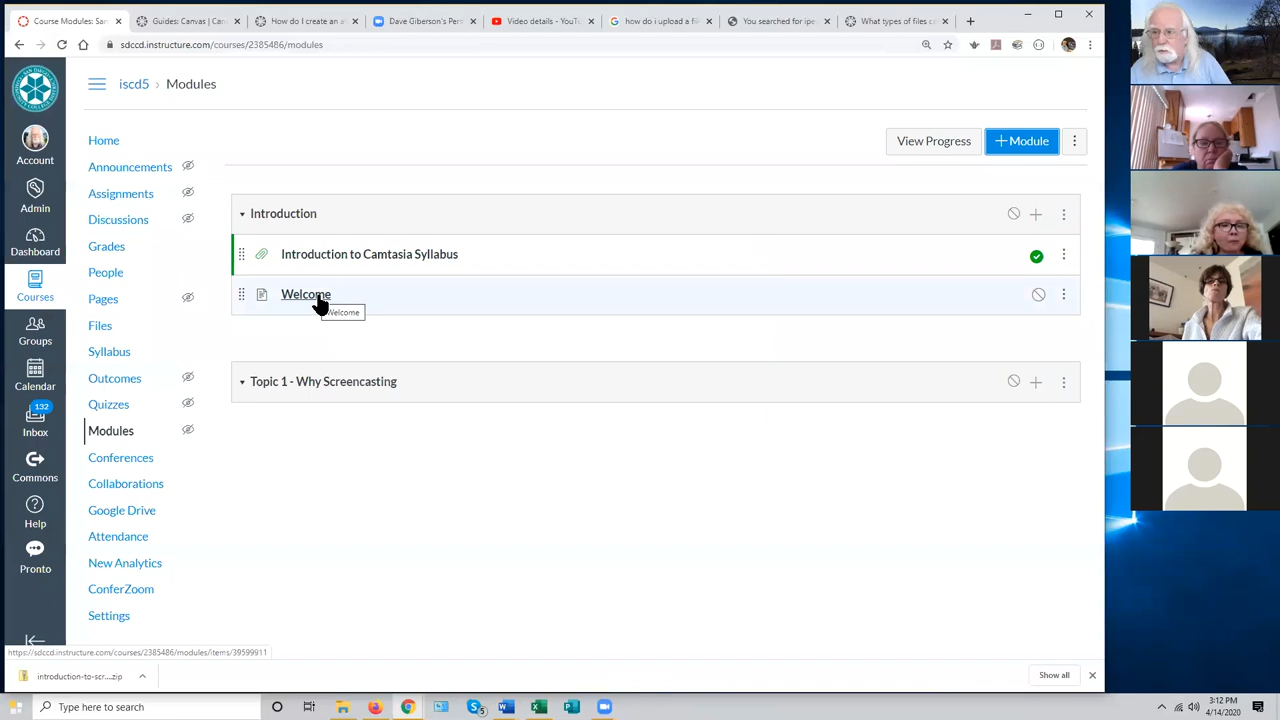 Course Modules: Sar
Guides: Canvas | Can
How do I create an al
Dave Giberson's Pers
Video details - YouTu
how do i upload a fil
You searched for ipe
What types of files ca
sdccd.instructure.com/courses/2385486/modules
iscd5 › Modules
View Progress
+ Module
Account
Admin
Dashboard
Courses
Groups
Calendar
132
Inbox
Commons
Help
Pronto
Home
Announcements
Assignments
Discussions
Grades
People
Pages
Files
Syllabus
Outcomes
Quizzes
Modules
Conferences
Collaborations
Google Drive
Attendance
New Analytics
ConferZoom
Settings
Introduction
Introduction to Camtasia Syllabus
Welcome
Welcome
Topic 1 - Why Screencasting
https://sdccd.instructure.com/courses/2385486/modules/items/39599911
introduction-to-scr....zip
Show all
Type here to search
5
3:12 PM
4/14/2020